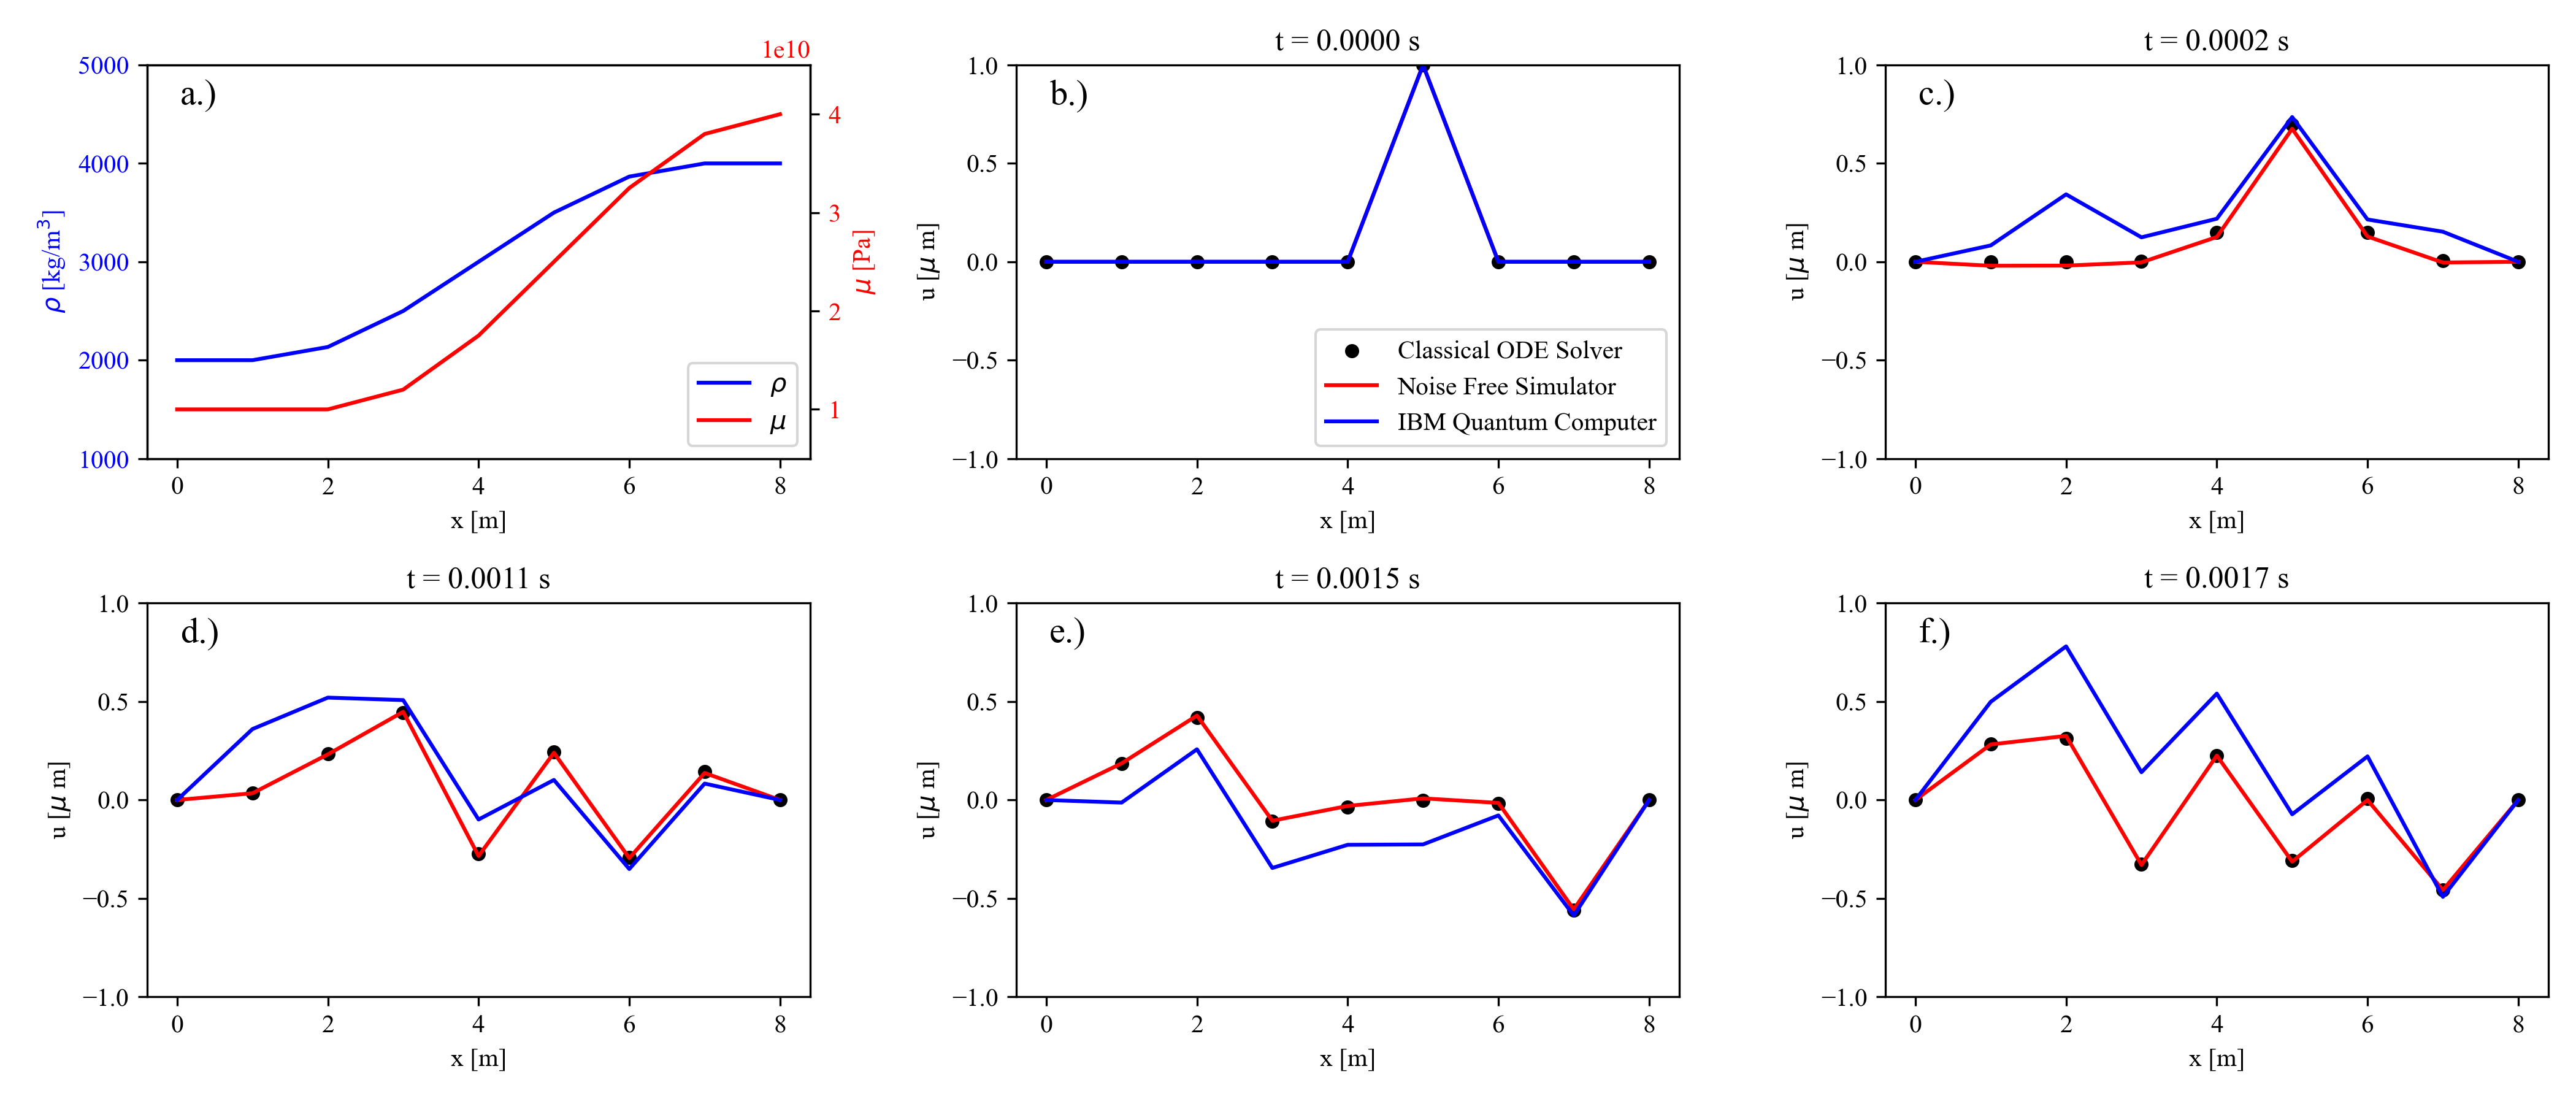 1e10
a.)
5000
4000
3000
2000
1000
ρ [kg/m³]
4
3
2
1
μ [Pa]
ρ
μ
0 2 4 6 8
x [m]
t = 0.0000 s
b.)
1.0
0.5
0.0
−0.5
−1.0
u [μ m]
Classical ODE Solver
Noise Free Simulator
IBM Quantum Computer
0 2 4 6 8
x [m]
t = 0.0002 s
c.)
1.0
0.5
0.0
−0.5
−1.0
u [μ m]
0 2 4 6 8
x [m]
t = 0.0011 s
d.)
1.0
0.5
0.0
−0.5
−1.0
u [μ m]
0 2 4 6 8
x [m]
t = 0.0015 s
e.)
1.0
0.5
0.0
−0.5
−1.0
u [μ m]
0 2 4 6 8
x [m]
t = 0.0017 s
f.)
1.0
0.5
0.0
−0.5
−1.0
u [μ m]
0 2 4 6 8
x [m]